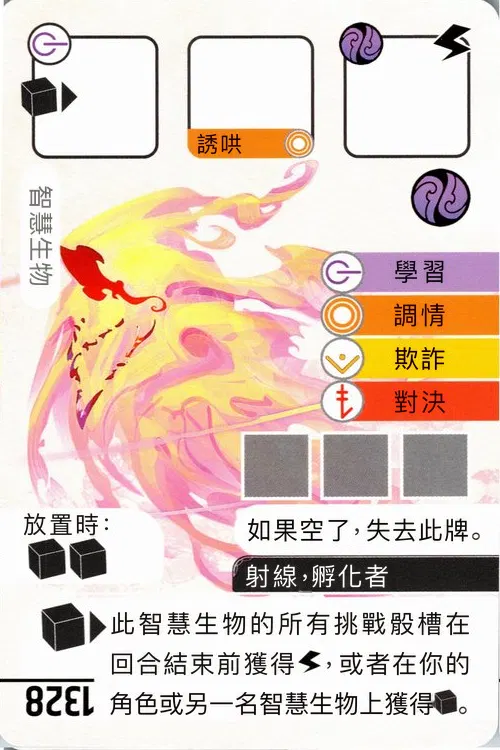 誘哄
智慧生物
學習
調情
欺詐
對決
放置時:
如果空了,失去此牌。
射線,孵化者
此智慧生物的所有挑戰骰槽在
回合結束前獲得,或者在你的
角色或另一名智慧生物上獲得。
1328